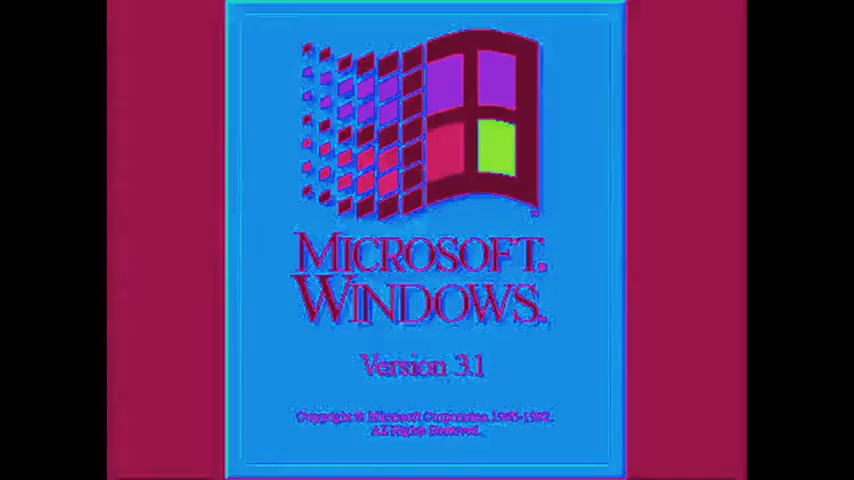 MICROSOFT.
WINDOWS.
Version 3.1
Copyright © Microsoft Corporation 1985-1992.
All Rights Reserved.